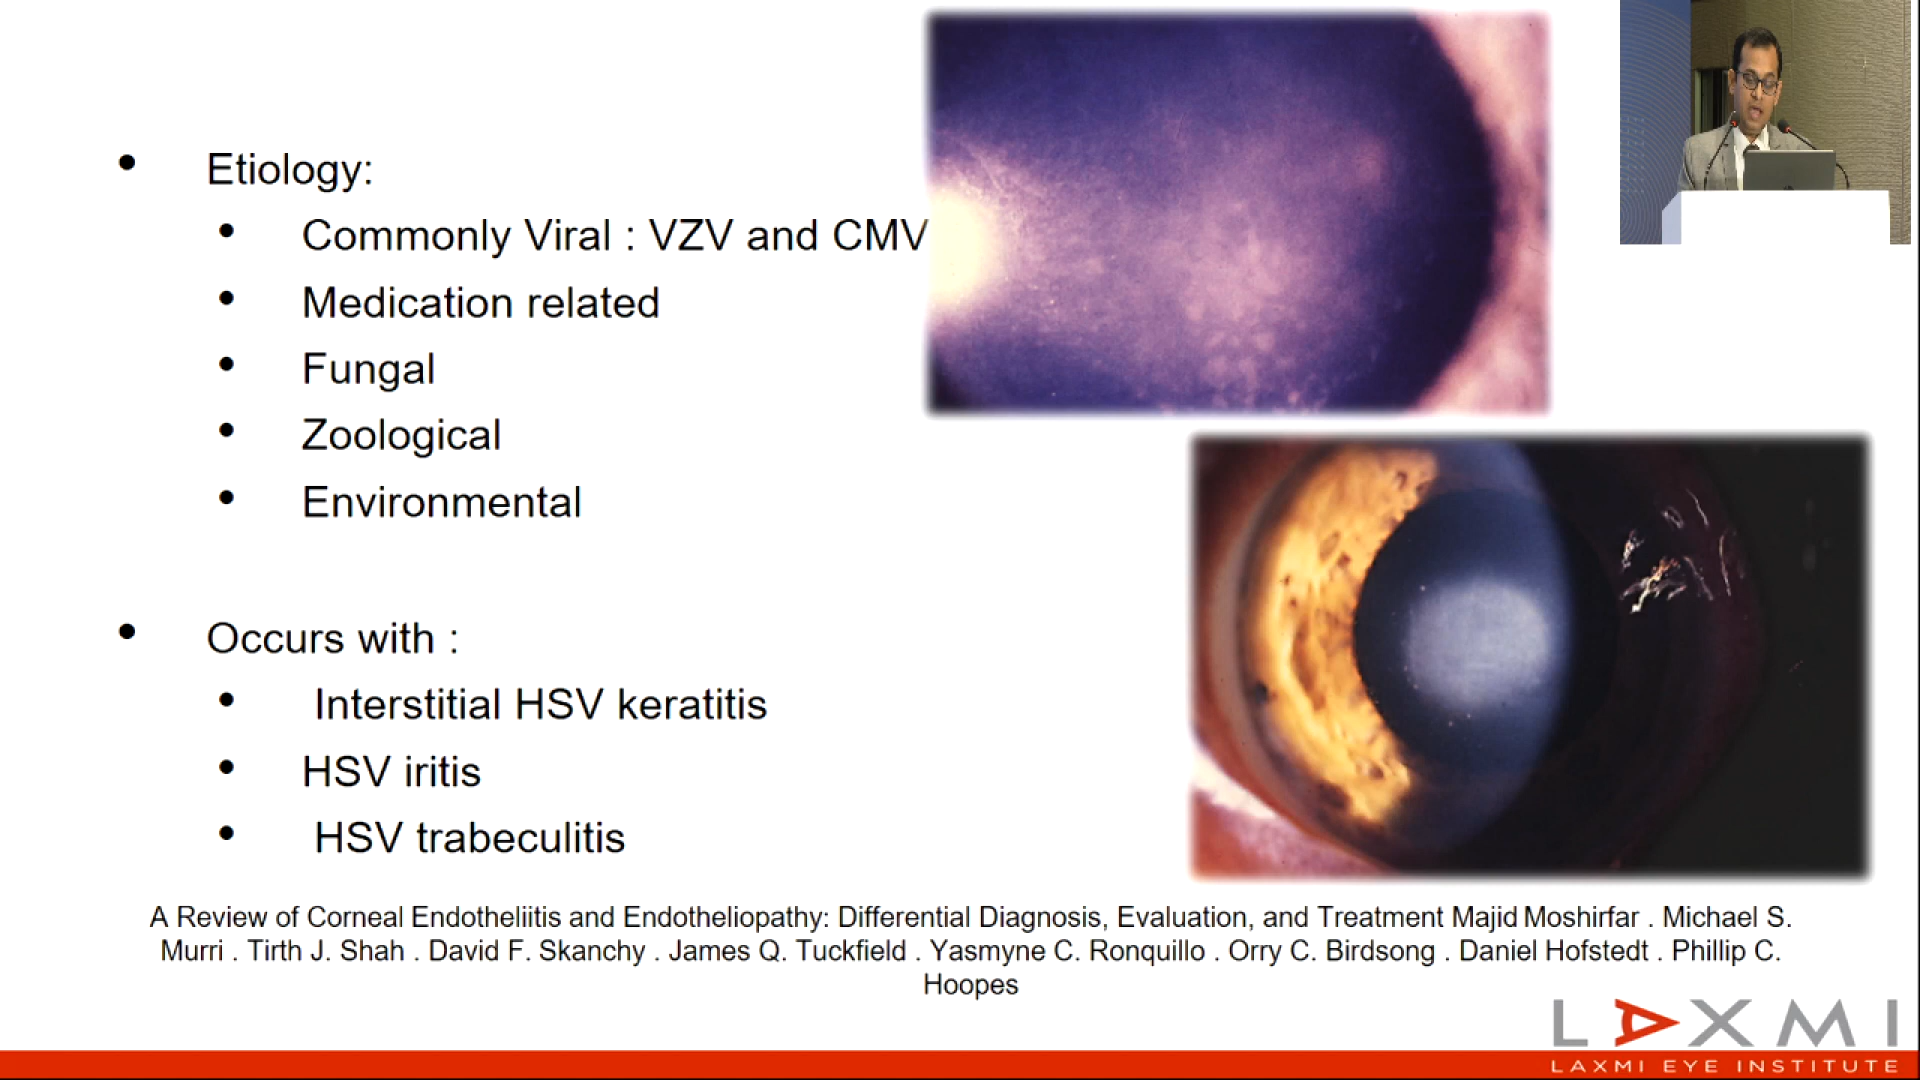 Etiology:
Commonly Viral : VZV and CMV
Medication related
Fungal
Zoological
Environmental
Occurs with :
Interstitial HSV keratitis
HSV iritis
HSV trabeculitis
A Review of Corneal Endotheliitis and Endotheliopathy: Differential Diagnosis, Evaluation, and Treatment Majid Moshirfar . Michael S.
Murri . Tirth J. Shah . David F. Skanchy . James Q. Tuckfield . Yasmyne C. Ronquillo . Orry C. Birdsong . Daniel Hofstedt . Phillip C.
Hoopes
LAXMI
LAXMI EYE INSTITUTE